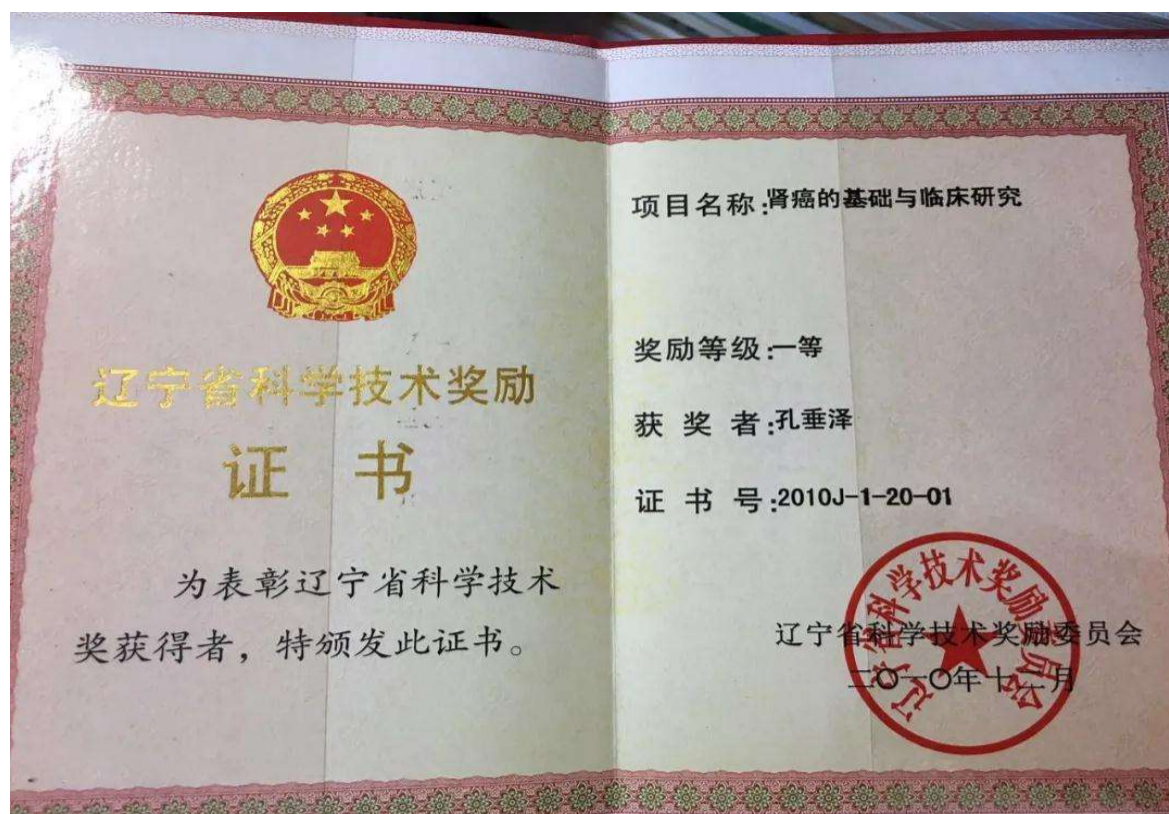 辽宁省科学技术奖励
证 书
为表彰辽宁省科学技术
奖获得者，特颁发此证书。
项目名称:肾癌的基础与临床研究
奖励等级:一等
获 奖 者:孔垂泽
证 书 号:2010J-1-20-01
辽宁省科学技术奖励委员会
二〇一〇年十二月
辽宁省科学技术奖励委员会